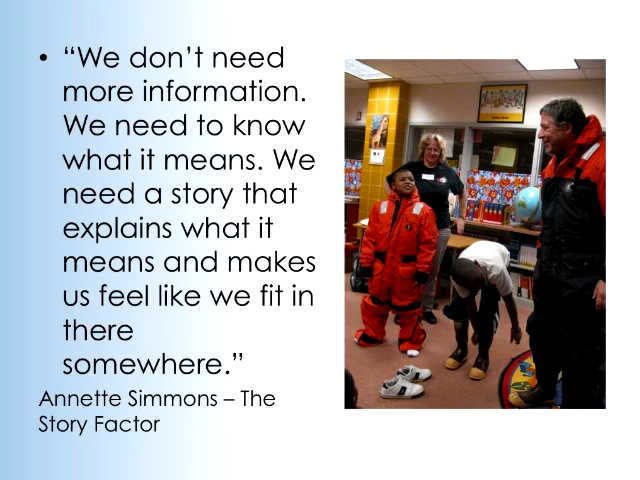 • “We don’t need
more information.
We need to know
what it means. We
need a story that
explains what it
means and makes
us feel like we fit in
there
somewhere.”
Annette Simmons – The
Story Factor